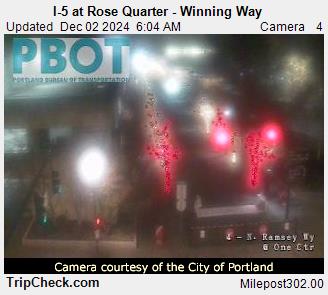 I-5 at Rose Quarter - Winning Way
Updated Dec 02 2024 6:04 AM Camera 4
PBOT
PORTLAND BUREAU OF TRANSPORTATION
4 - N. Ramsey Wy
@ One Ctr
Camera courtesy of the City of Portland
TripCheck.com Milepost302.00